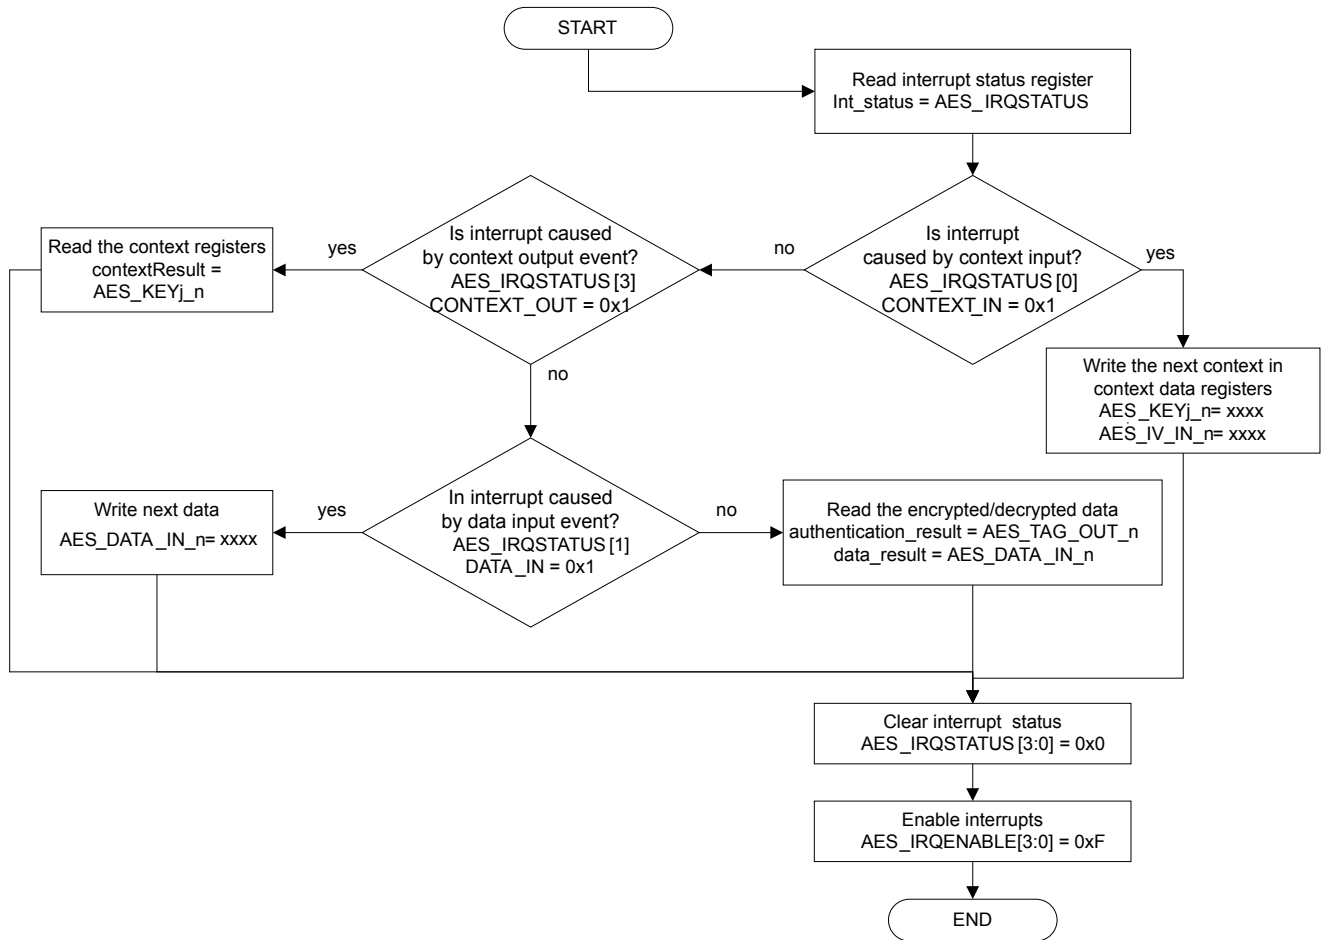 START
Read interrupt status register
Int_status = AES_IRQSTATUS
Is interrupt
caused by context input?
AES_IRQSTATUS[0]
CONTEXT_IN = 0x1
no
yes
Is interrupt caused
by context output event?
AES_IRQSTATUS[3]
CONTEXT_OUT = 0x1
yes
no
Read the context registers
contextResult =
AES_KEYj_n
Write the next context in
context data registers
AES_KEYj_n= xxxx
AES_IV_IN_n= xxxx
In interrupt caused
by data input event?
AES_IRQSTATUS[1]
DATA_IN = 0x1
yes
no
Write next data
AES_DATA_IN_n= xxxx
Read the encrypted/decrypted data
authentication_result = AES_TAG_OUT_n
data_result = AES_DATA_IN_n
Clear interrupt status
AES_IRQSTATUS[3:0] = 0x0
Enable interrupts
AES_IRQENABLE[3:0] = 0xF
END